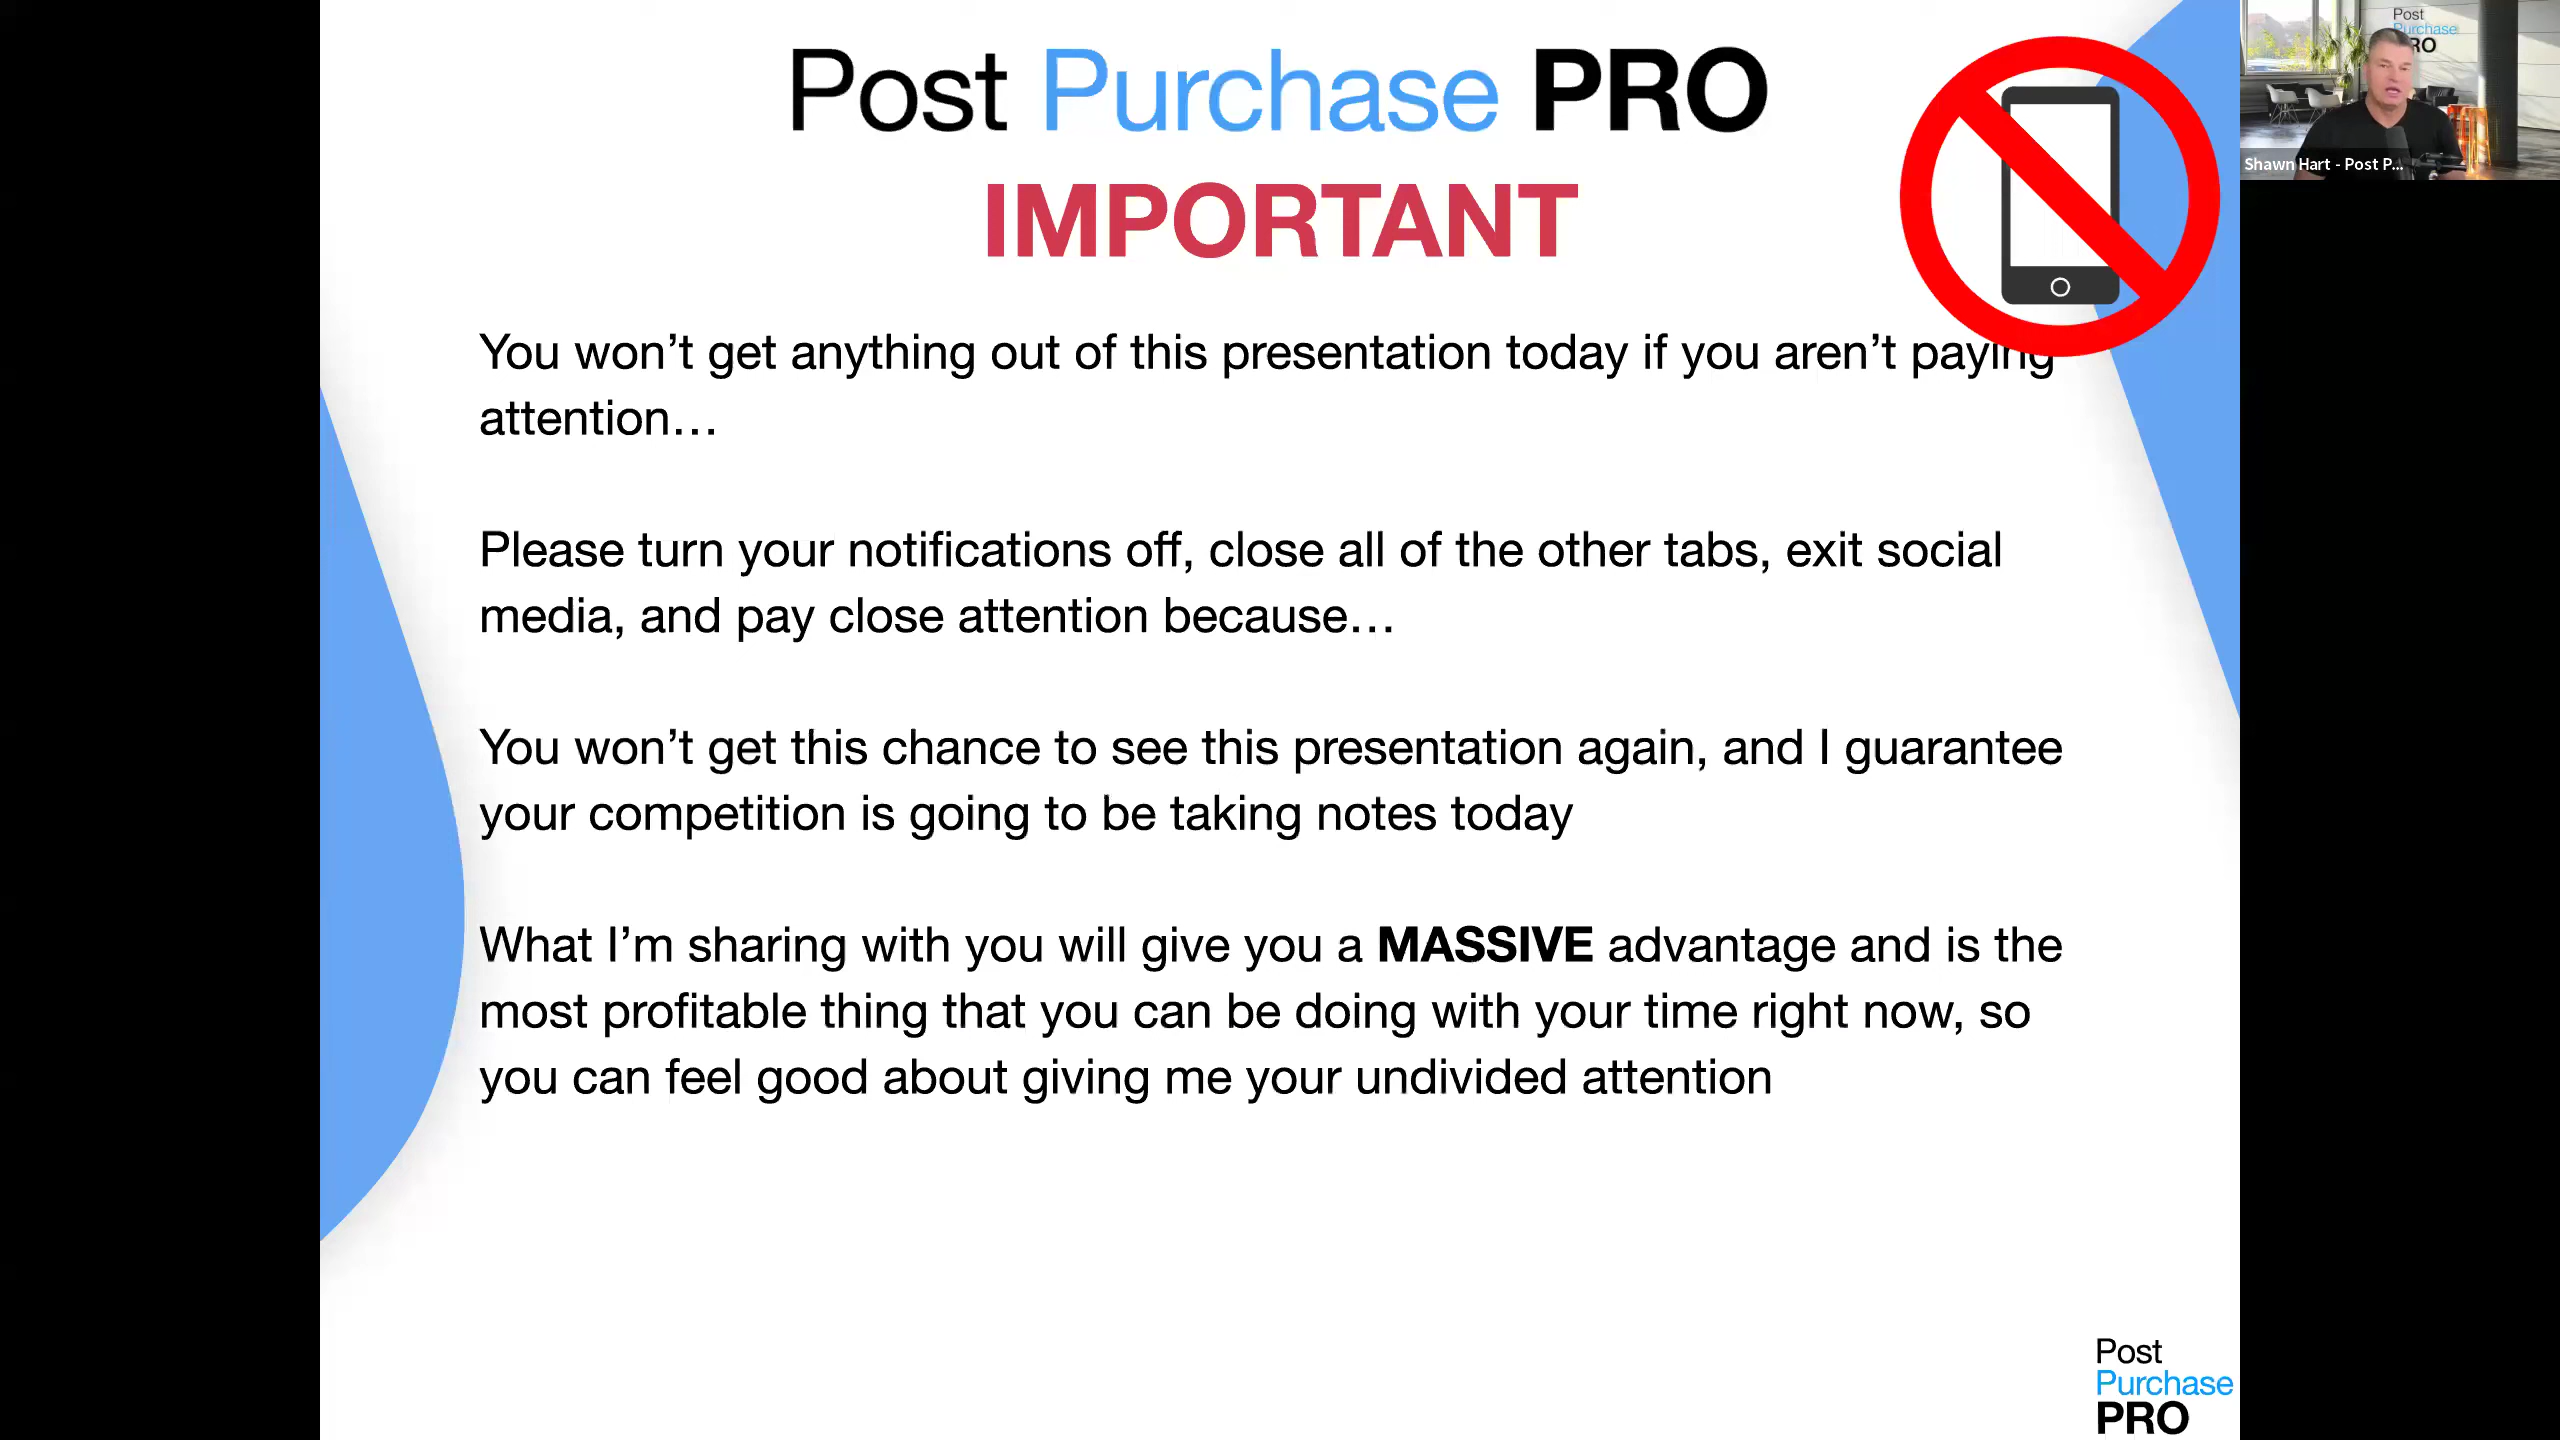 Post Purchase PRO
IMPORTANT
You won’t get anything out of this presentation today if you aren’t paying
attention…
Please turn your notifications off, close all of the other tabs, exit social
media, and pay close attention because…
You won’t get this chance to see this presentation again, and I guarantee
your competition is going to be taking notes today
What I’m sharing with you will give you a MASSIVE advantage and is the
most profitable thing that you can be doing with your time right now, so
you can feel good about giving me your undivided attention
Post
Purchase
PRO
Post
Purchase
RO
Shawn Hart - Post P...